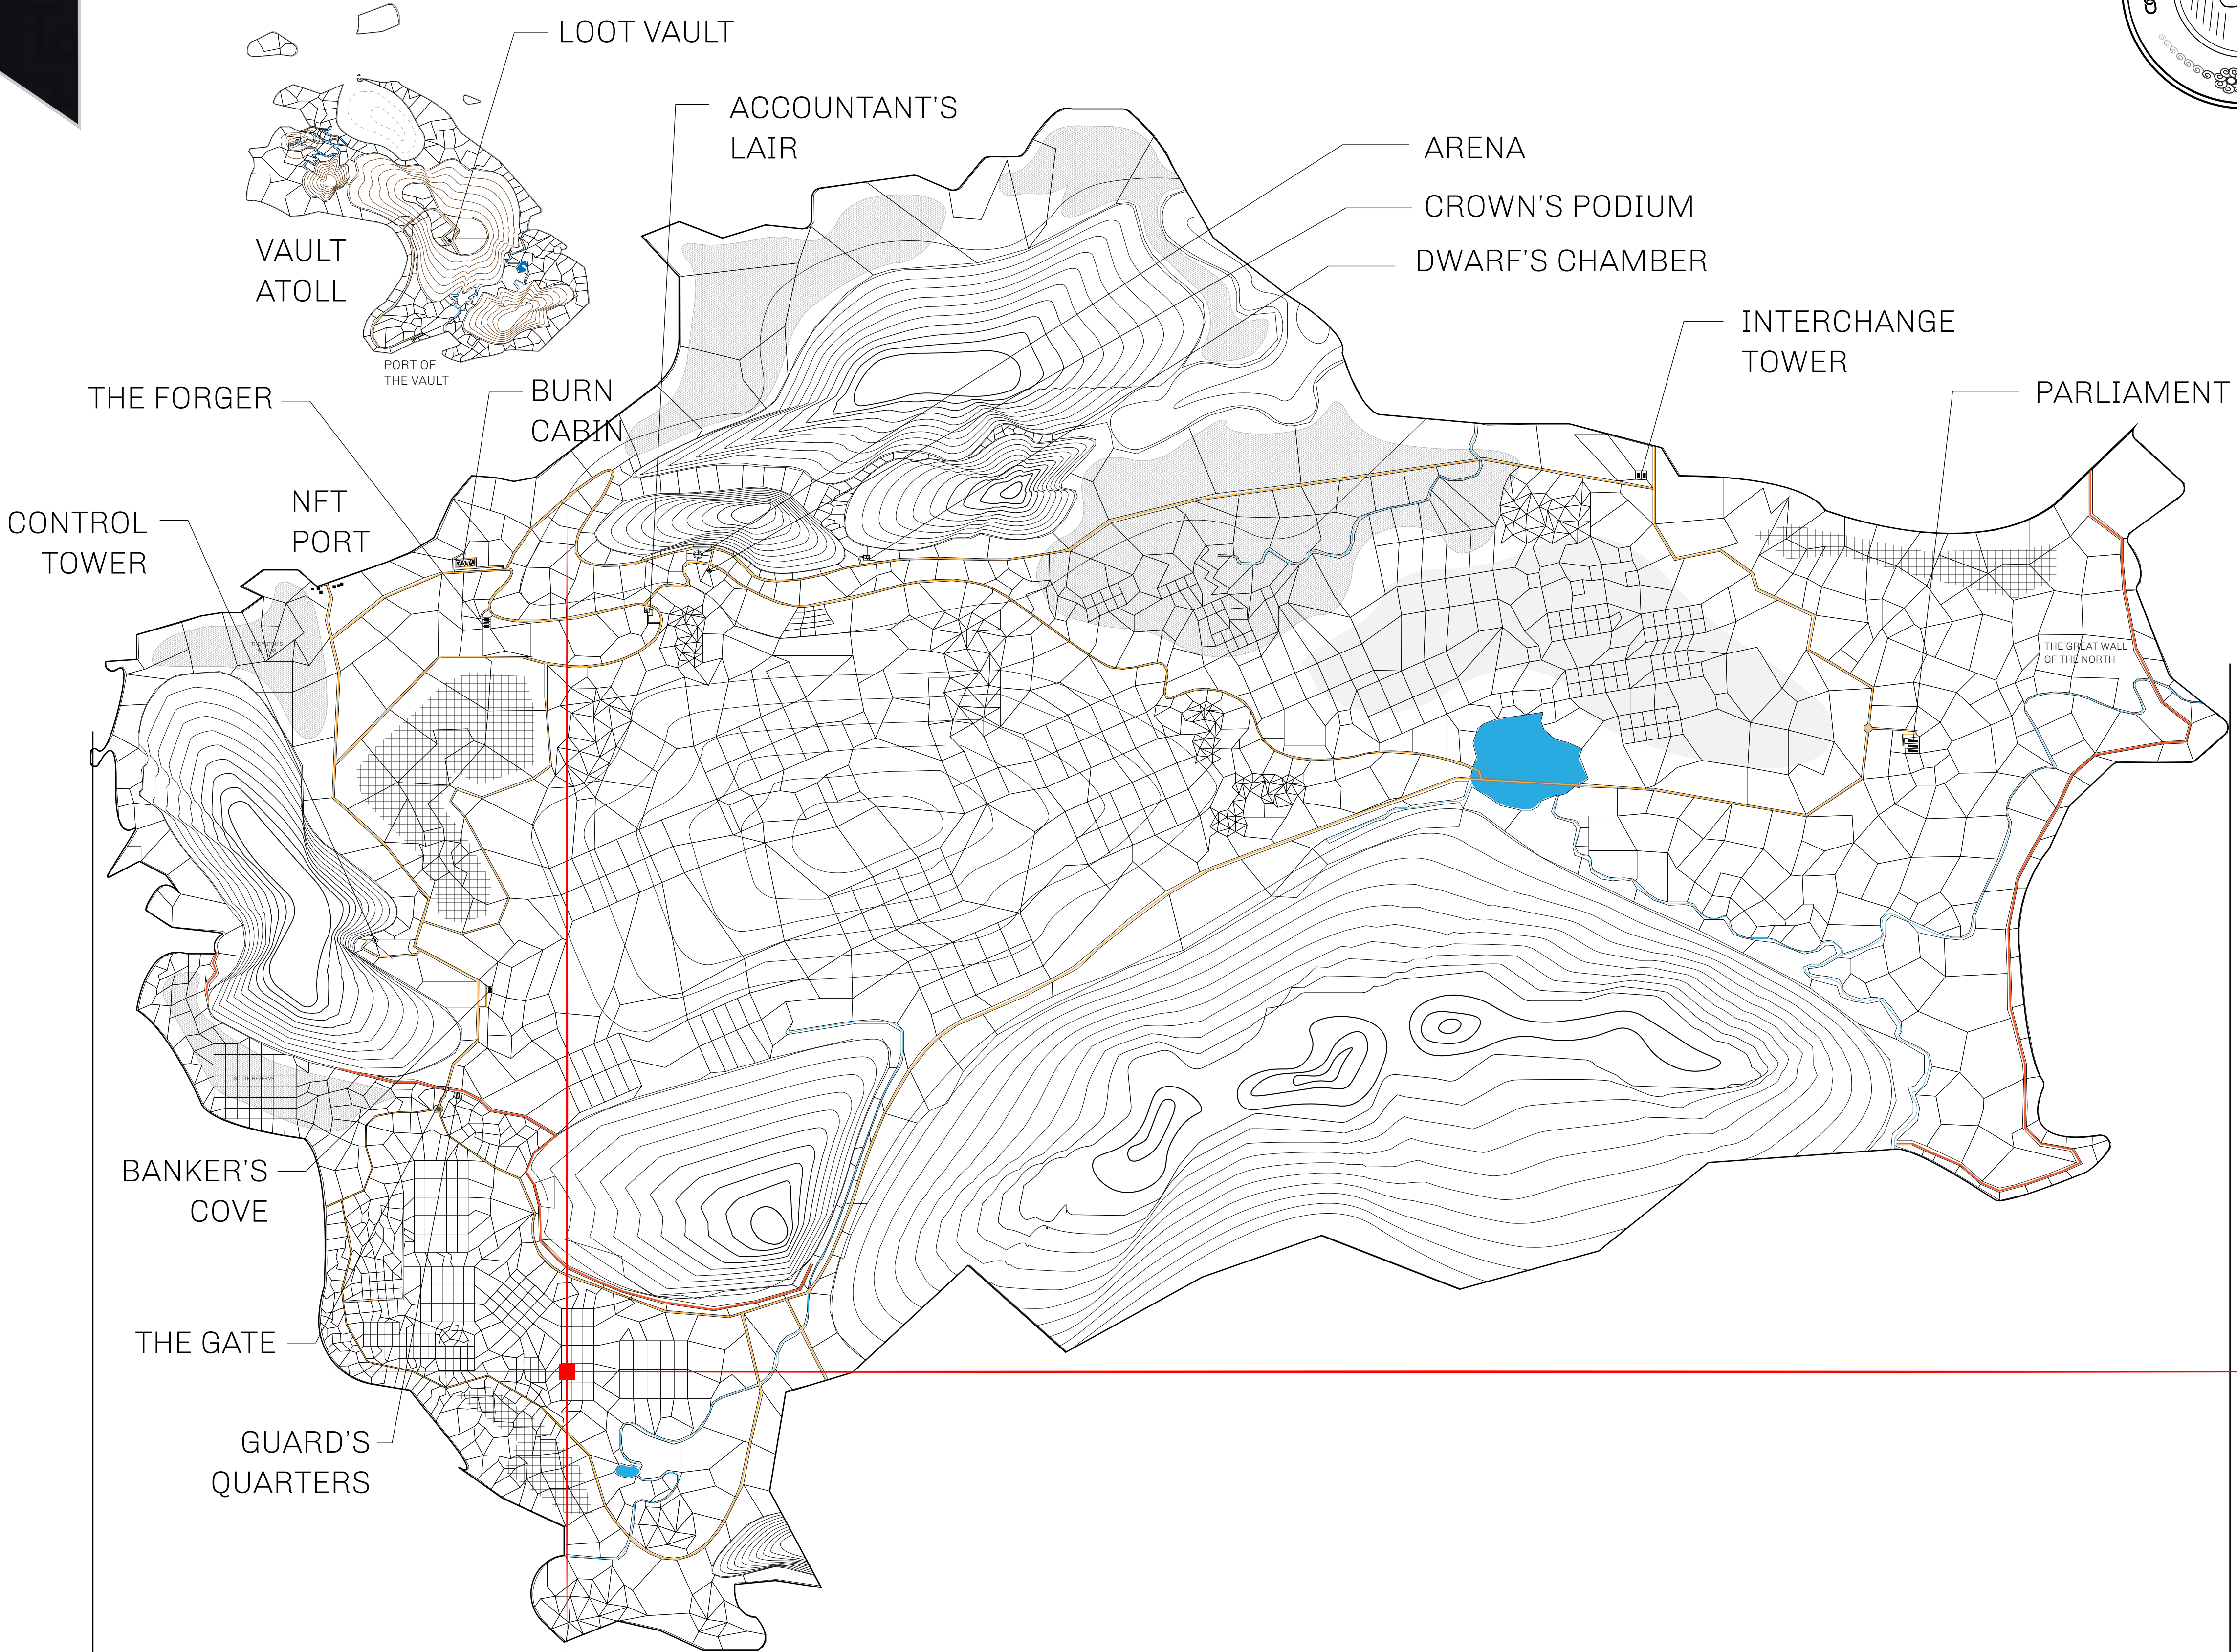 LOOT VAULT
ACCOUNTANT'S
LAIR
ARENA
CROWN'S PODIUM
DWARF'S CHAMBER
VAULT
ATOLL
INTERCHANGE
TOWER
PORT OF
THE VAULT
THE FORGER
BURN
CABIN
PARLIAMENT
NFT
PORT
CONTROL
TOWER
THE GREAT WALL
OF THE NORTH
SOUTH RESERVE
BANKER'S
COVE
THE GATE
GUARD'S
QUARTERS